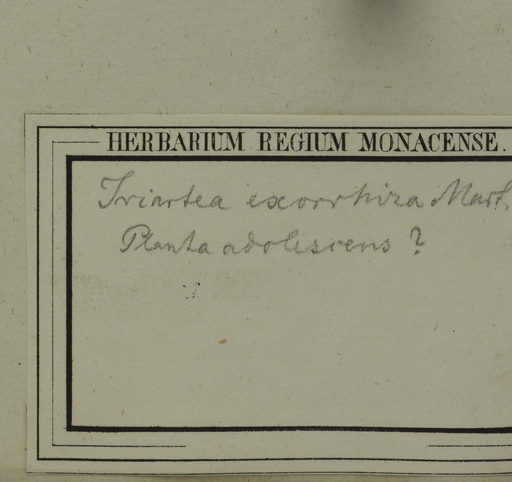 HERBARIUM REGIUM MONACENSE.
Iriartea exorrhiza Mart.
Planta adolescens ?